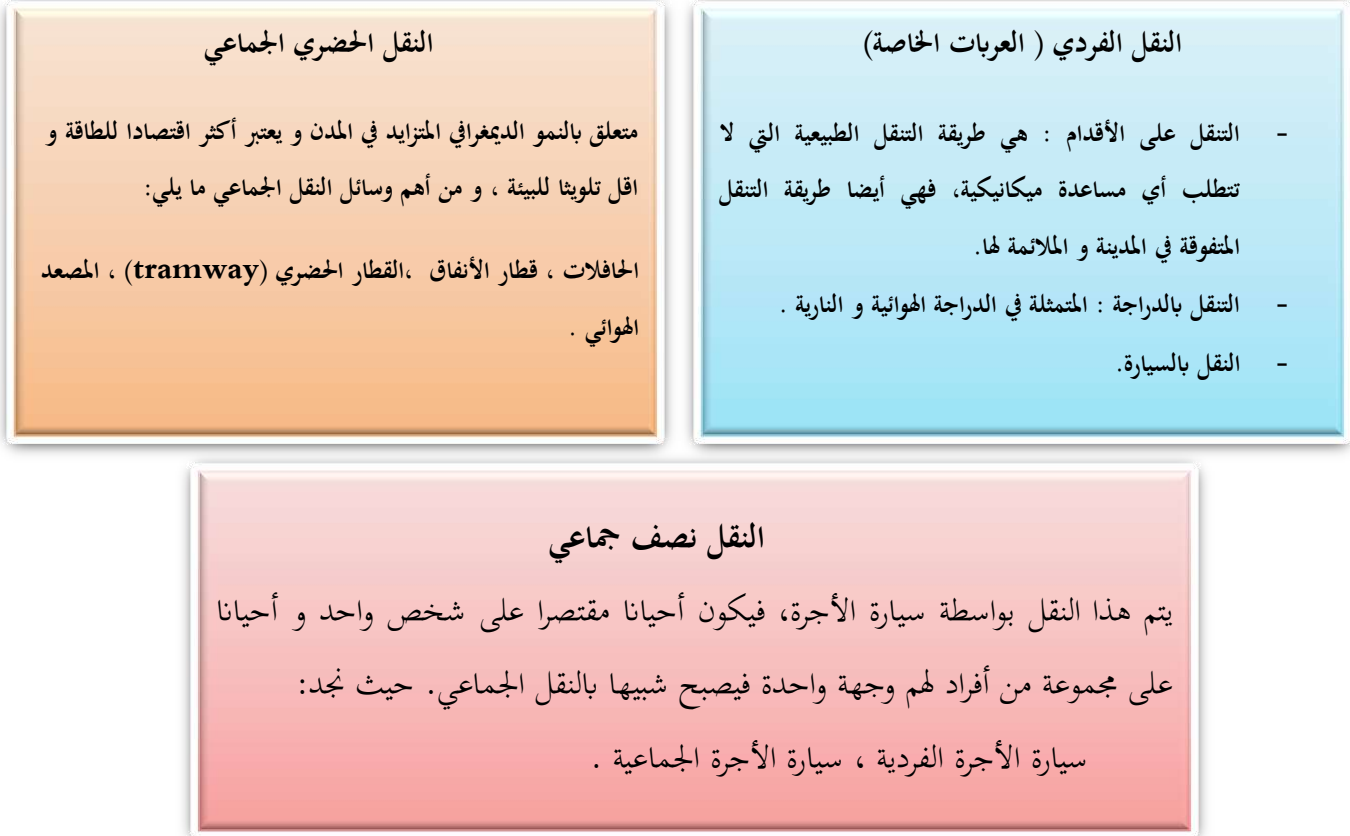 النقل الفردي ( العربات الخاصة)
- التنقل على الأقدام : هي طريقة التنقل الطبيعية التي لا
تتطلب أي مساعدة ميكانيكية، فهي أيضا طريقة التنقل
المتفوقة في المدينة و الملائمة لها.
- التنقل بالدراجة : المتمثلة في الدراجة الهوائية و النارية .
- النقل بالسيارة.
النقل الحضري الجماعي
متعلق بالنمو الديمغرافي المتزايد في المدن و يعتبر أكثر اقتصادا للطاقة و
اقل تلويثا للبيئة ، و من أهم وسائل النقل الجماعي ما يلي:
الحافلات ، قطار الأنفاق ،القطار الحضري (tramway) ، المصعد
الهوائي .
النقل نصف جماعي
يتم هذا النقل بواسطة سيارة الأجرة، فيكون أحيانا مقتصرا على شخص واحد و أحيانا
على مجموعة من أفراد لهم وجهة واحدة فيصبح شبيها بالنقل الجماعي. حيث نجد:
سيارة الأجرة الفردية ، سيارة الأجرة الجماعية .